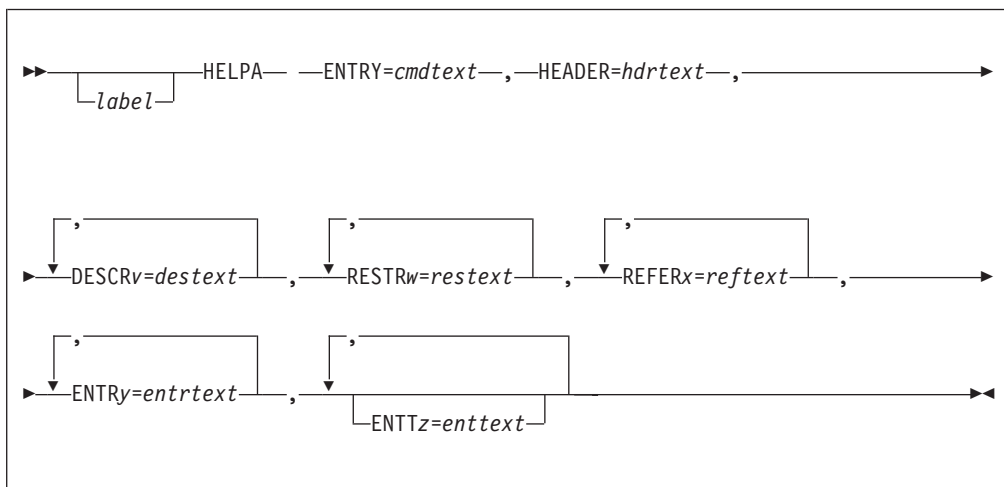 HELPA ENTRY=cmdtext , HEADER=hdrtext ,
label
, , ,
DESCRv=destext , RESTRw=restext , REFERx=reftext ,
, ,
ENTRy=entrtext ,
ENTTz=enttext